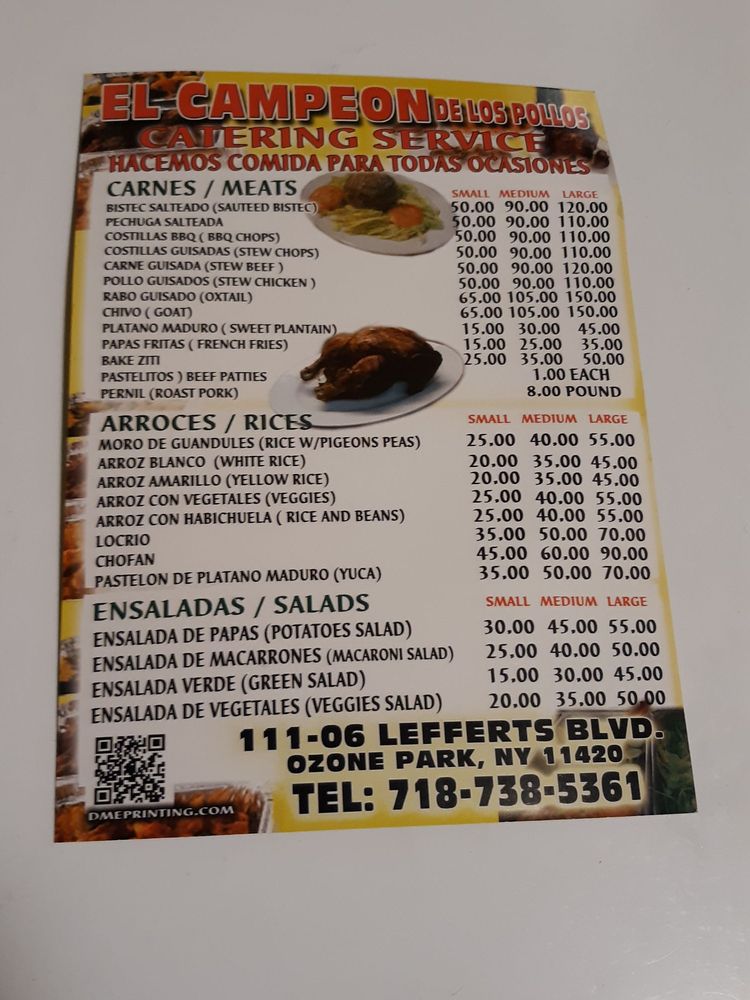 EL CAMPEON DE LOS POLLOS
CATERING SERVICE
HACEMOS COMIDA PARA TODAS OCASIONES
CARNES / MEATS SMALL MEDIUM LARGE
BISTEC SALTEADO (SAUTEED BISTEC) 50.00 90.00 120.00
PECHUGA SALTEADA 50.00 90.00 110.00
COSTILLAS BBQ ( BBQ CHOPS) 50.00 90.00 110.00
COSTILLAS GUISADAS (STEW CHOPS) 50.00 90.00 110.00
CARNE GUISADA (STEW BEEF ) 50.00 90.00 120.00
POLLO GUISADOS (STEW CHICKEN ) 50.00 90.00 110.00
RABO GUISADO (OXTAIL) 65.00 105.00 150.00
CHIVO ( GOAT) 65.00 105.00 150.00
PLATANO MADURO ( SWEET PLANTAIN) 15.00 30.00 45.00
PAPAS FRITAS ( FRENCH FRIES) 15.00 25.00 35.00
BAKE ZITI 25.00 35.00 50.00
PASTELITOS ) BEEF PATTIES 1.00 EACH
PERNIL (ROAST PORK) 8.00 POUND
ARROCES / RICES SMALL MEDIUM LARGE
MORO DE GUANDULES (RICE W/PIGEONS PEAS) 25.00 40.00 55.00
ARROZ BLANCO (WHITE RICE) 20.00 35.00 45.00
ARROZ AMARILLO (YELLOW RICE) 20.00 35.00 45.00
ARROZ CON VEGETALES (VEGGIES) 25.00 40.00 55.00
ARROZ CON HABICHUELA ( RICE AND BEANS) 25.00 40.00 55.00
LOCRIO 35.00 50.00 70.00
CHOFAN 45.00 60.00 90.00
PASTELON DE PLATANO MADURO (YUCA) 35.00 50.00 70.00
ENSALADAS / SALADS SMALL MEDIUM LARGE
ENSALADA DE PAPAS (POTATOES SALAD) 30.00 45.00 55.00
ENSALADA DE MACARRONES (MACARONI SALAD) 25.00 40.00 50.00
ENSALADA VERDE (GREEN SALAD) 15.00 30.00 45.00
ENSALADA DE VEGETALES (VEGGIES SALAD) 20.00 35.00 50.00
111-06 LEFFERTS BLVD.
OZONE PARK, NY 11420
TEL: 718-738-5361
DMEPRINTING.COM